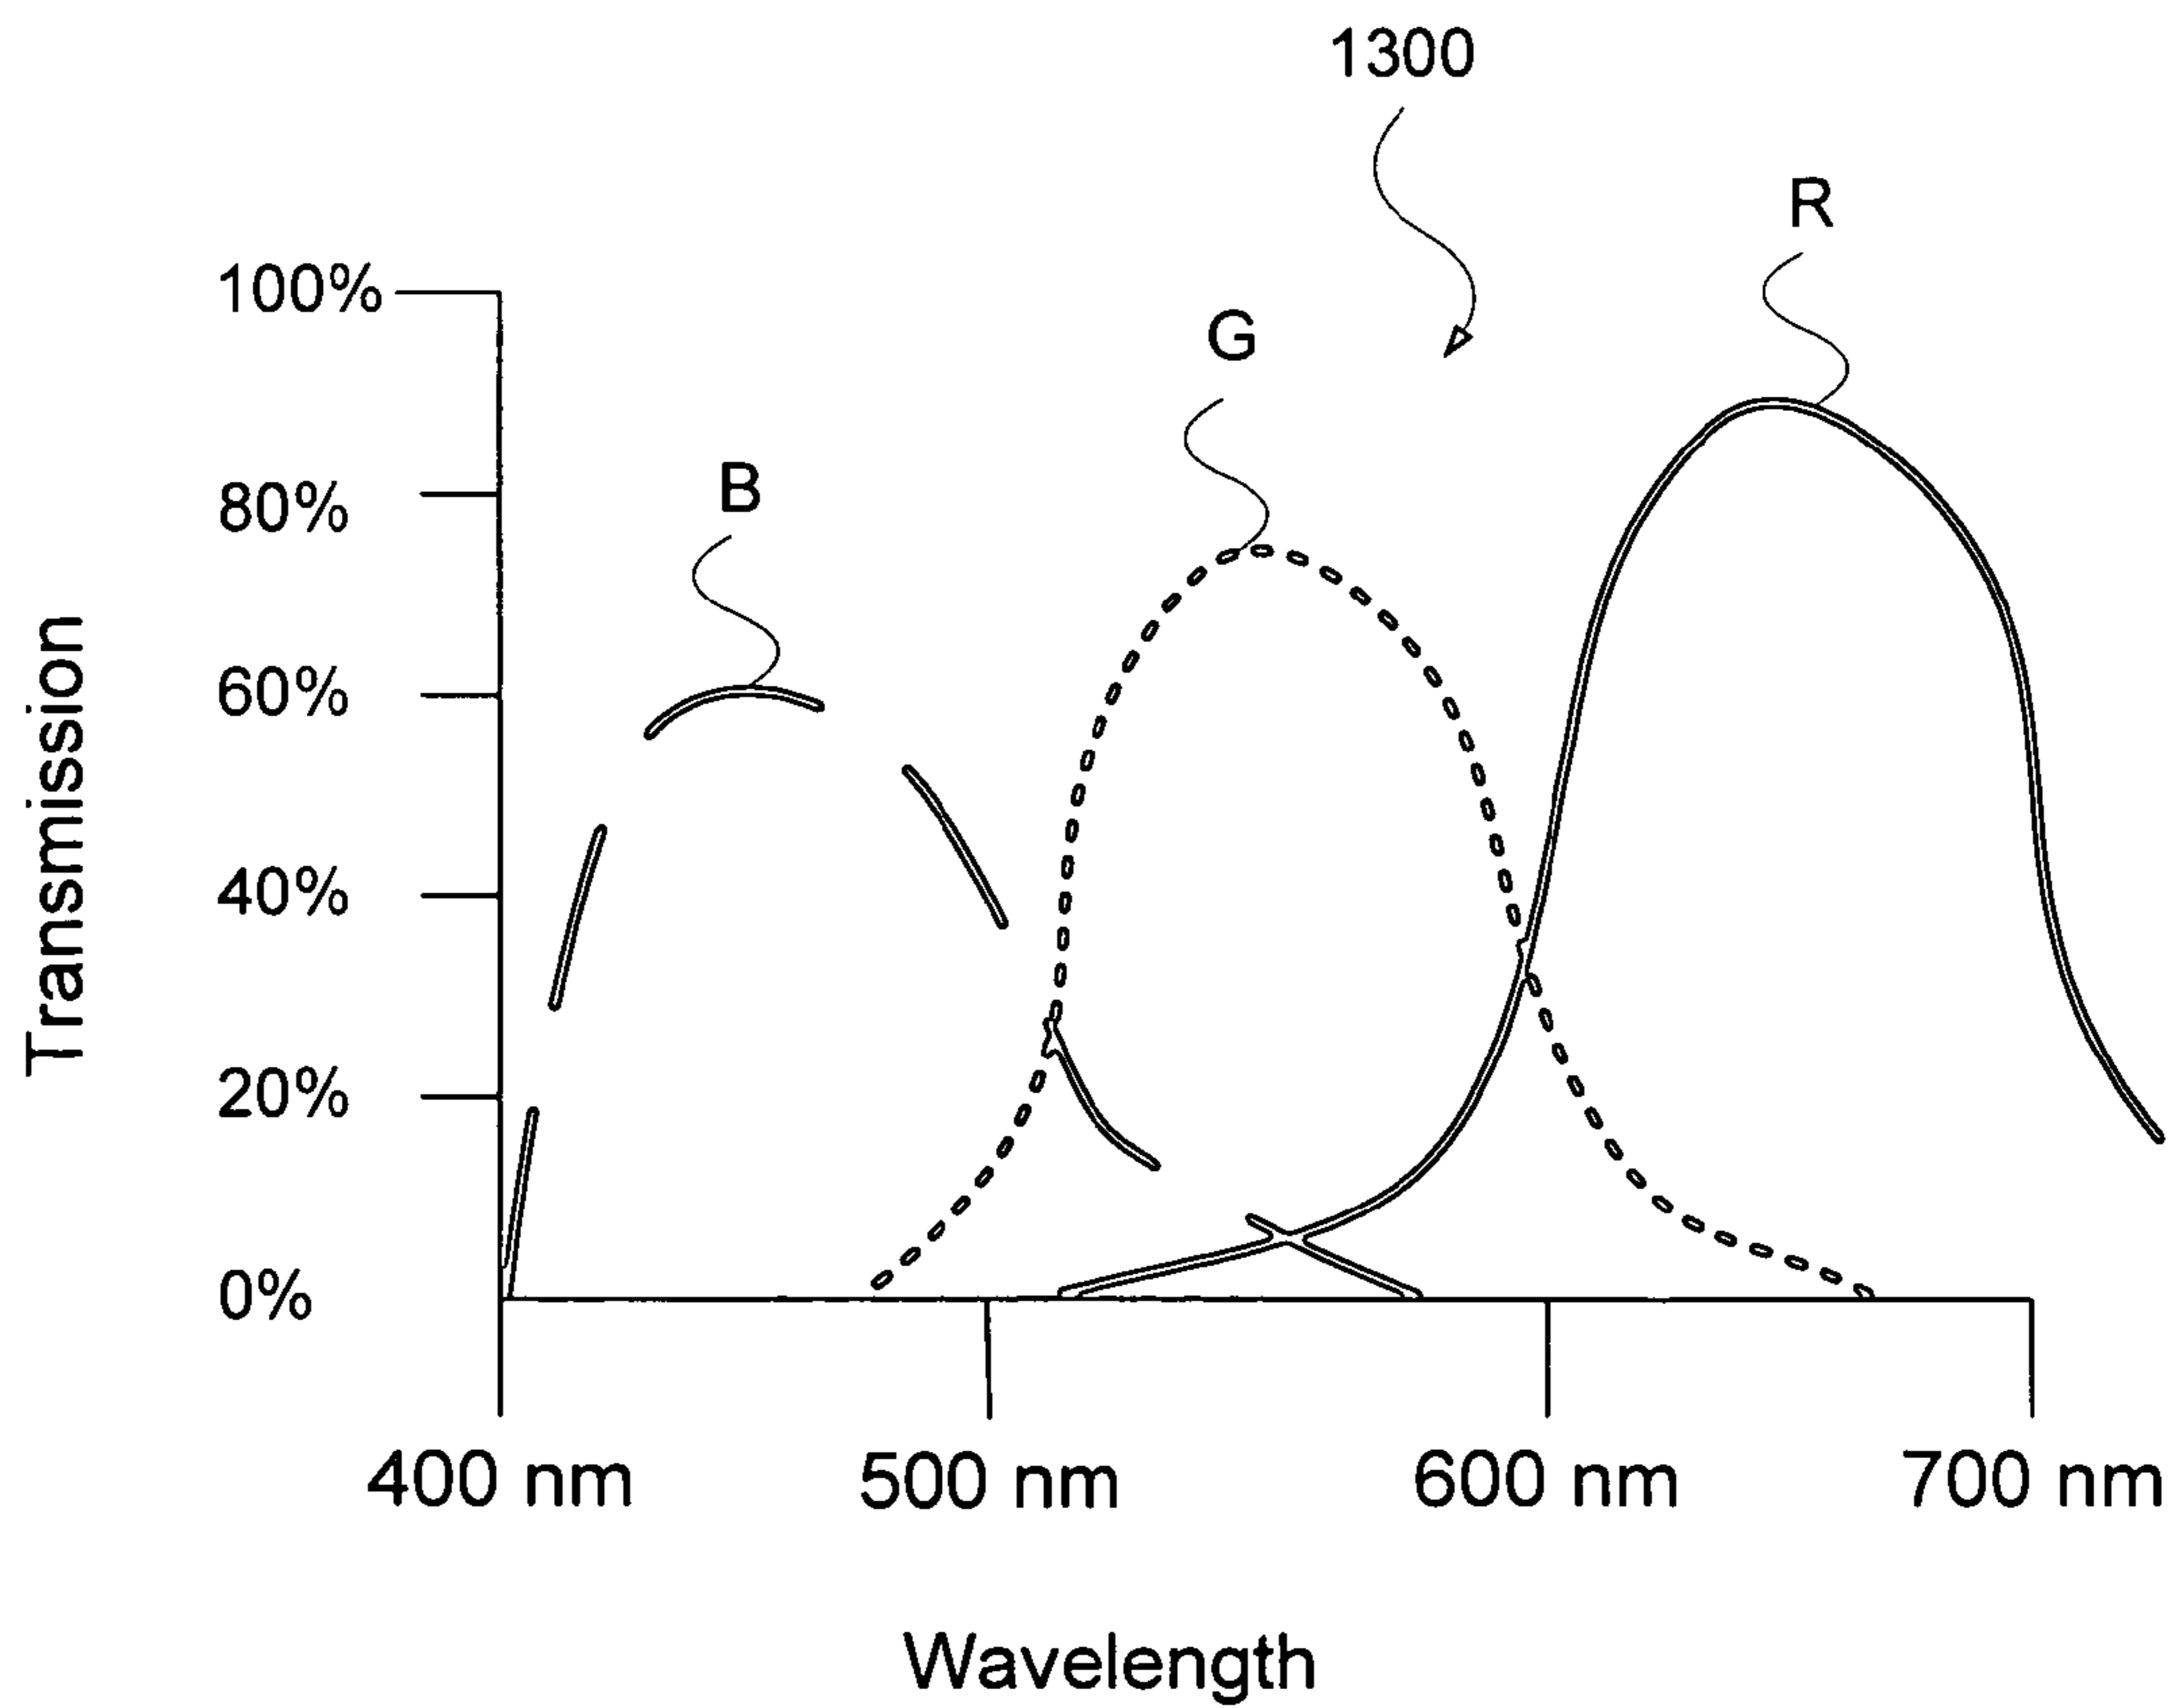 1300
R
G
B
100%
80%
60%
40%
20%
0%
Transmission
400 nm
500 nm
600 nm
700 nm
Wavelength